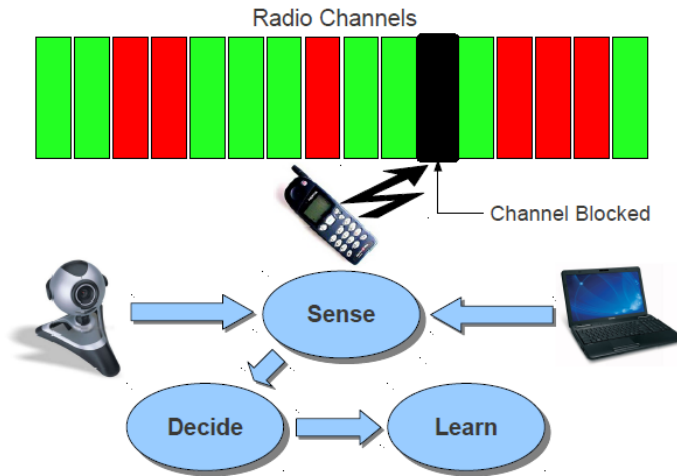 Radio Channels
Channel Blocked
Sense
Decide
Learn